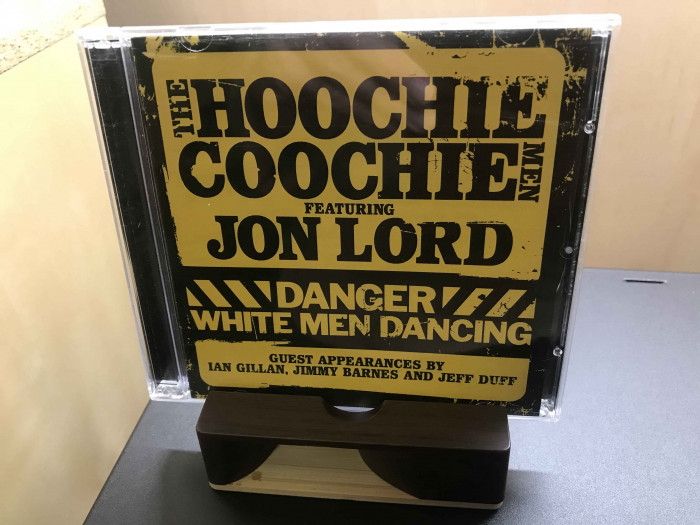 THE HOOCHIE
COOCHIE MEN
FEATURING
JON LORD
DANGER
WHITE MEN DANCING
GUEST APPEARANCES BY
IAN GILLAN, JIMMY BARNES AND JEFF DUFF